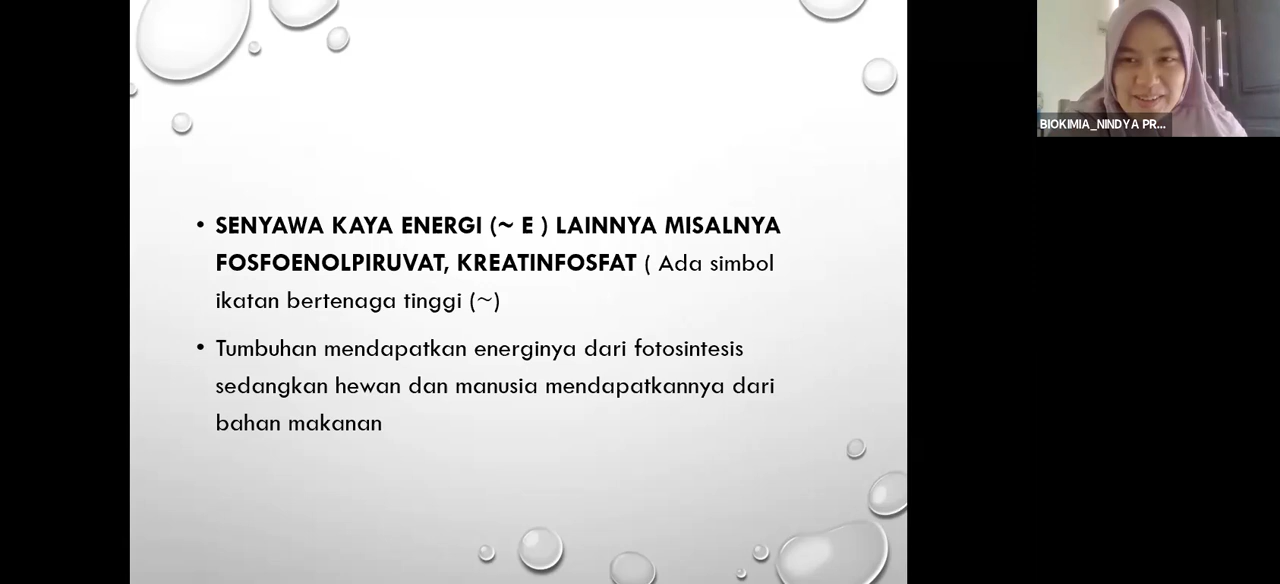 • SENYAWA KAYA ENERGI (~ E ) LAINNYA MISALNYA
FOSFOENOLPIRUVAT, KREATINFOSFAT ( Ada simbol
ikatan bertenaga tinggi (~)
• Tumbuhan mendapatkan energinya dari fotosintesis
sedangkan hewan dan manusia mendapatkannya dari
bahan makanan
BIOKIMIA_NINDYA PR...